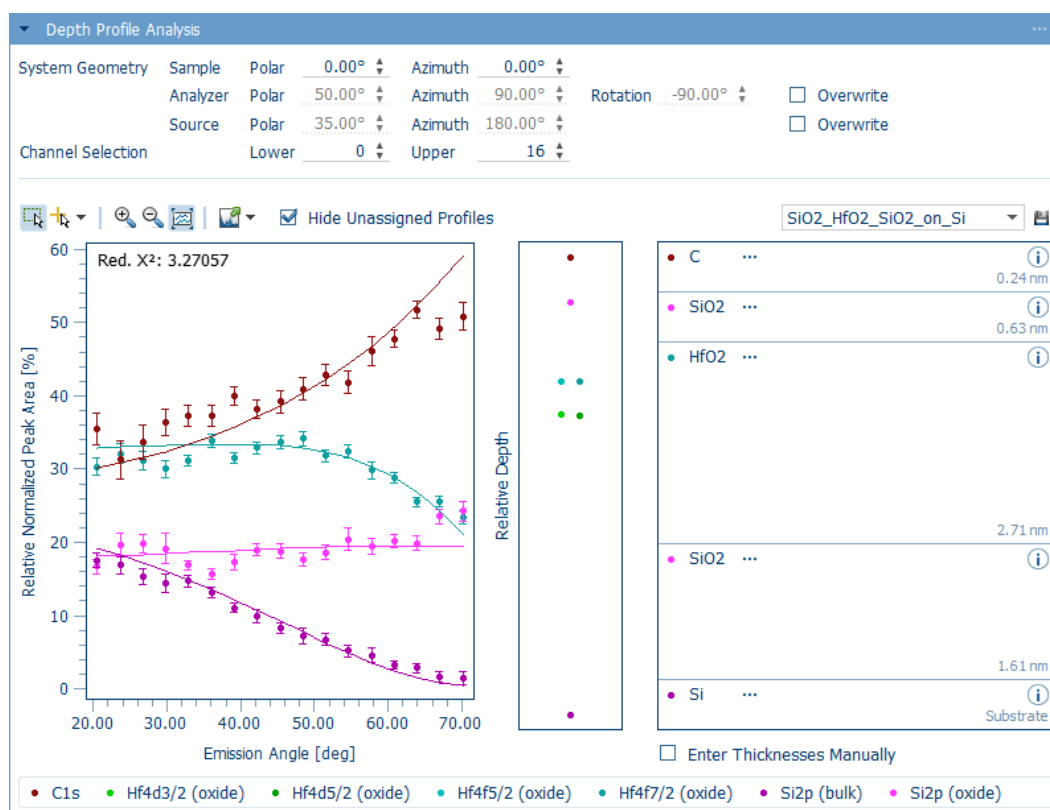 Depth Profile Analysis ...
System Geometry Sample Polar 0.00° Azimuth 0.00°
Analyzer Polar 50.00° Azimuth 90.00° Rotation -90.00° Overwrite
Source Polar 35.00° Azimuth 180.00° Overwrite
Channel Selection Lower 0 Upper 16
Hide Unassigned Profiles SiO2_HfO2_SiO2_on_Si
Red. X²: 3.27057
60
50
40
30
20
10
0
Relative Normalized Peak Area [%]
20.00 30.00 40.00 50.00 60.00 70.00
Emission Angle [deg]
Relative Depth
C ... i
0.24 nm
SiO2 ... i
0.63 nm
HfO2 ... i
2.71 nm
SiO2 ... i
1.61 nm
Si ... i
Substrate
Enter Thicknesses Manually
C1s Hf4d3/2 (oxide) Hf4d5/2 (oxide) Hf4f5/2 (oxide) Hf4f7/2 (oxide) Si2p (bulk) Si2p (oxide)